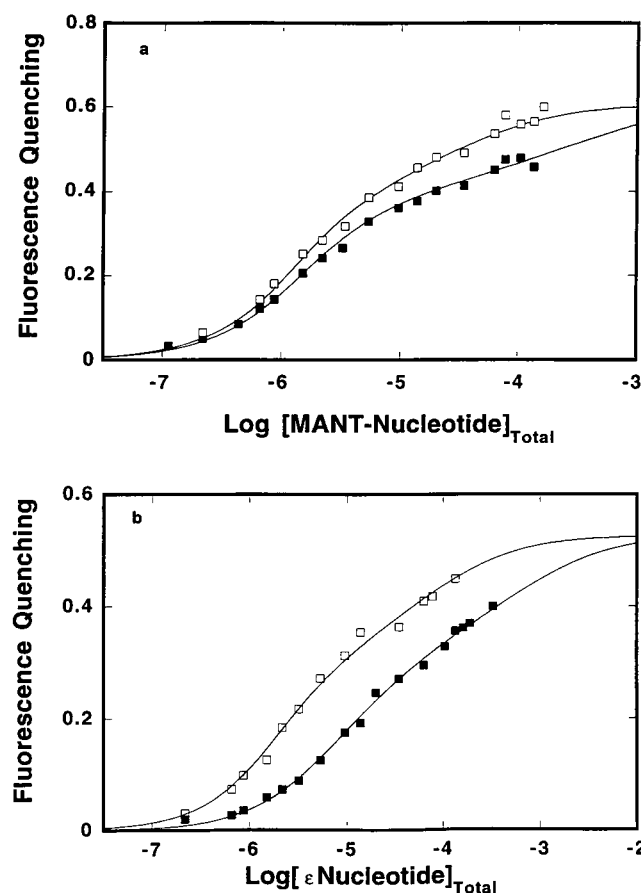 0.8
a
0.6
0.4
0.2
0
-7 -6 -5 -4 -3
Fluorescence Quenching
Log [MANT-Nucleotide]Total
0.6
b
0.4
0.2
0
-7 -6 -5 -4 -3 -2
Fluorescence Quenching
Log[ εNucleotide]Total